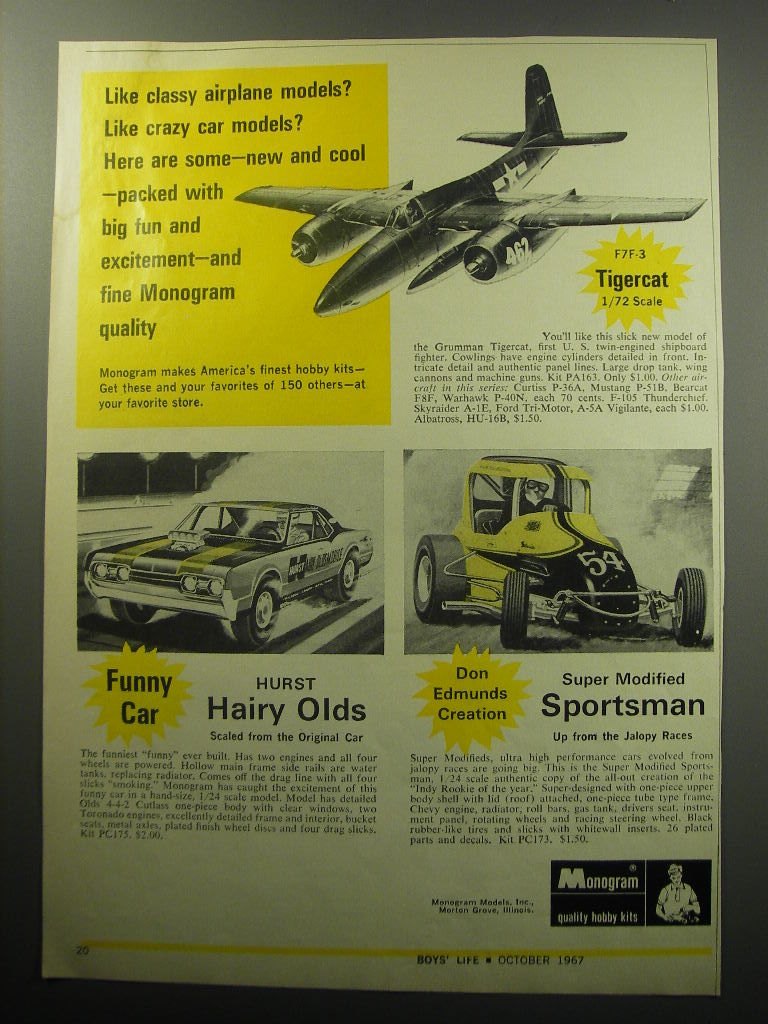 Like classy airplane models?
Like crazy car models?
Here are some—new and cool
—packed with
big fun and
excitement—and
fine Monogram
quality
Monogram makes America's finest hobby kits—
Get these and your favorites of 150 others—at
your favorite store.
462
F7F-3
Tigercat
1/72 Scale
You'll like this slick new model of
the Grumman Tigercat, first U. S. twin-engined shipboard
fighter. Cowlings have engine cylinders detailed in front. In-
tricate detail and authentic panel lines. Large drop tank, wing
cannons and machine guns. Kit PA163. Only $1.00. Other air-
craft in this series: Curtiss P-36A, Mustang P-51B, Bearcat
F8F, Warhawk P-40N, each 70 cents. F-105 Thunderchief,
Skyraider A-1E, Ford Tri-Motor, A-5A Vigilante, each $1.00.
Albatross, HU-16B, $1.50.
HURST HAIRY OLDSMOBILE
54
Funny
Car
HURST
Hairy Olds
Scaled from the Original Car
The funniest "funny" ever built. Has two engines and all four
wheels are powered. Hollow main frame side rails are water
tanks, replacing radiator. Comes off the drag line with all four
slicks "smoking." Monogram has caught the excitement of this
funny car in a hand-size, 1/24 scale model. Model has detailed
Olds 4-4-2 Cutlass one-piece body with clear windows, two
Toronado engines, excellently detailed frame and interior, bucket
seats, metal axles, plated finish wheel discs and four drag slicks.
Kit PC175. $2.00.
Don
Edmunds
Creation
Super Modified
Sportsman
Up from the Jalopy Races
Super Modifieds, ultra high performance cars evolved from
jalopy races are going big. This is the Super Modified Sports-
man, 1/24 scale authentic copy of the all-out creation of the
"Indy Rookie of the year." Super-designed with one-piece upper
body shell with lid (roof) attached, one-piece tube type frame,
Chevy engine, radiator, roll bars, gas tank, drivers seat, instru-
ment panel, rotating wheels and racing steering wheel. Black
rubber-like tires and slicks with whitewall inserts. 26 plated
parts and decals. Kit PC173. $1.50.
Monogram Models, Inc.,
Morton Grove, Illinois.
Monogram®
quality hobby kits
20
BOYS' LIFE ■ OCTOBER 1967